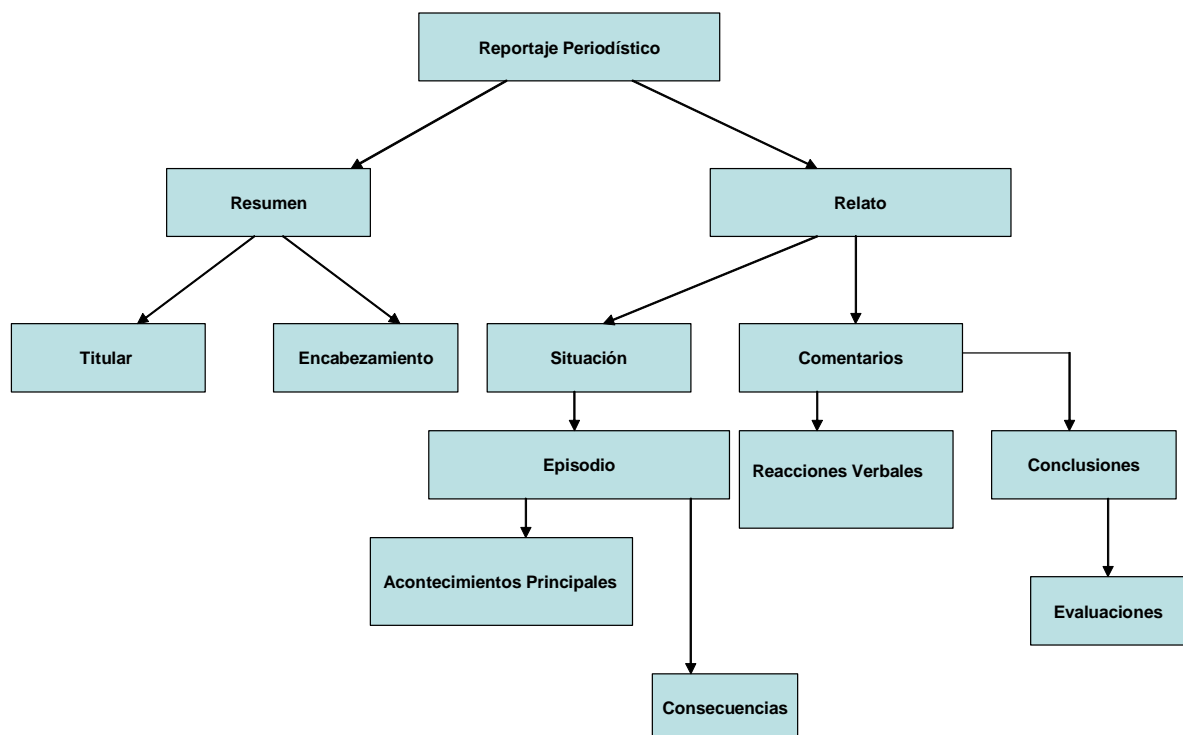 Reportaje Periodístico
Resumen
Relato
Titular
Encabezamiento
Situación
Comentarios
Episodio
Reacciones Verbales
Conclusiones
Acontecimientos Principales
Evaluaciones
Consecuencias